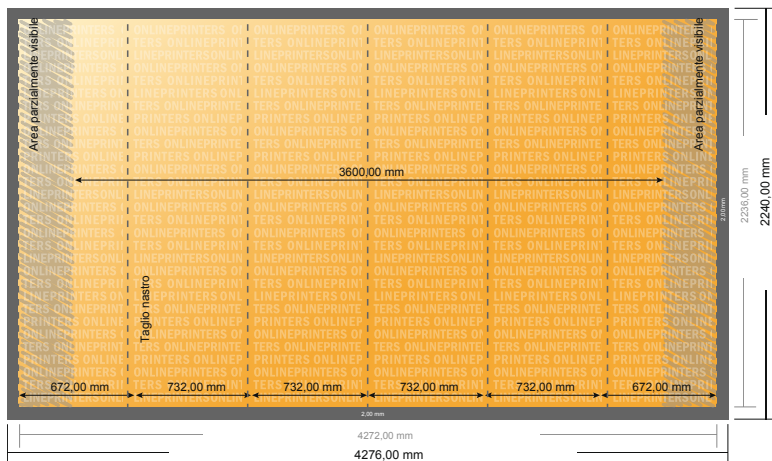 Area parzialmente visibile
Area parzialmente visibile
3600,00 mm
Taglio nastro
672,00 mm
732,00 mm
732,00 mm
732,00 mm
732,00 mm
672,00 mm
2,00 mm
2,00 mm
2236,00 mm
2240,00 mm
4272,00 mm
4276,00 mm